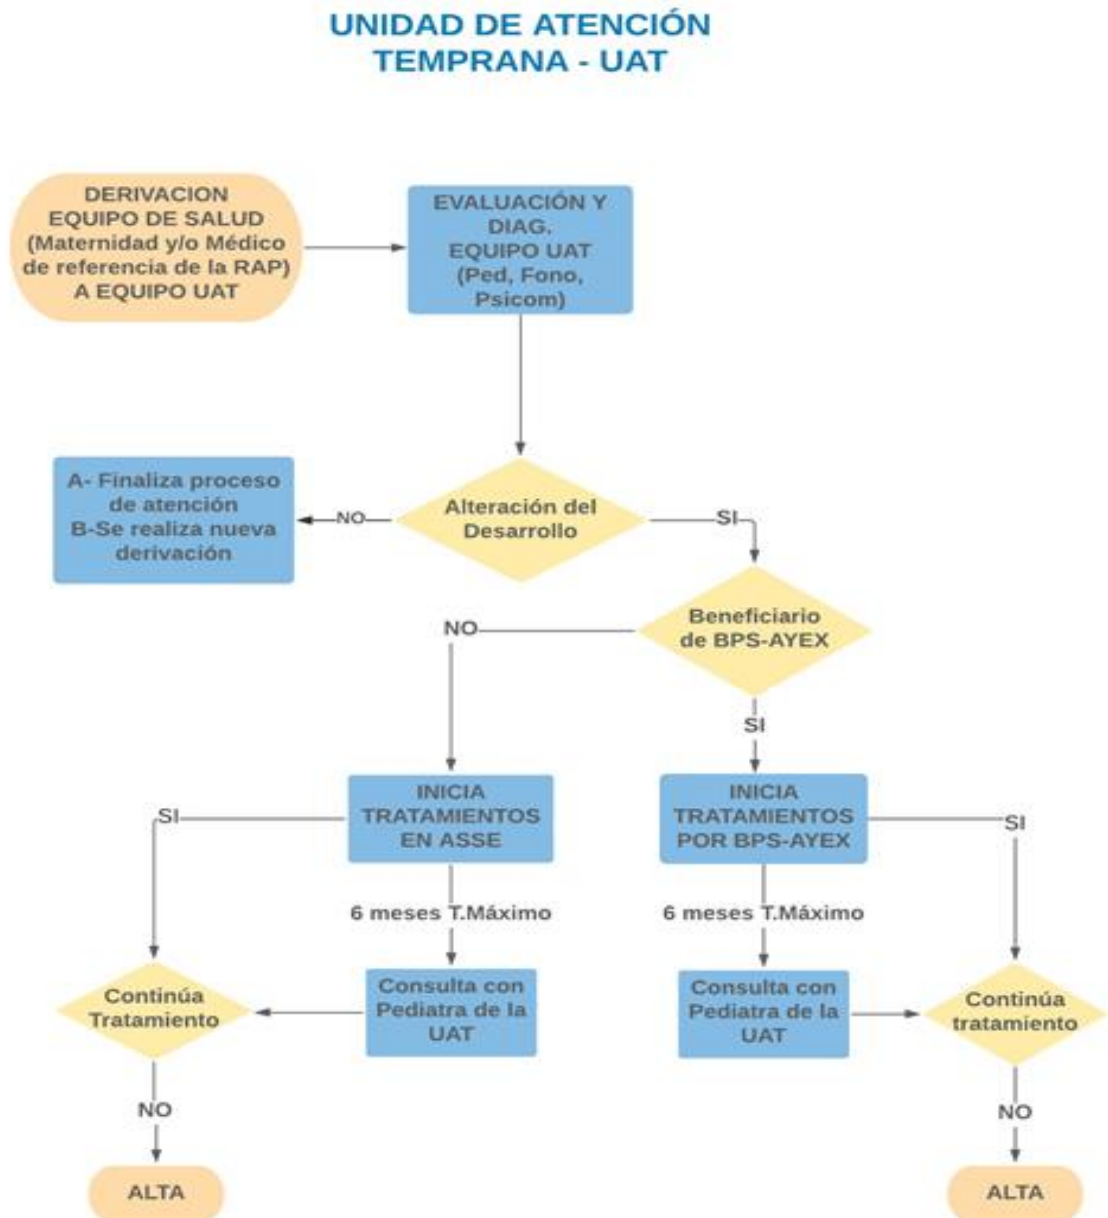 UNIDAD DE ATENCIÓN
TEMPRANA - UAT
DERIVACION
EQUIPO DE SALUD
(Maternidad y/o Médico
de referencia de la RAP)
A EQUIPO UAT
EVALUACIÓN Y
DIAG.
EQUIPO UAT
(Ped, Fono,
Psicom)
A- Finaliza proceso
de atención
B-Se realiza nueva
derivación
NO
Alteración del
Desarrollo
SI
Beneficiario
de BPS-AYEX
NO
SI
INICIA
TRATAMIENTOS
EN ASSE
INICIA
TRATAMIENTOS
POR BPS-AYEX
SI
SI
6 meses T.Máximo
6 meses T.Máximo
Continúa
Tratamiento
Consulta con
Pediatra de la
UAT
Consulta con
Pediatra de la
UAT
Continúa
tratamiento
NO
NO
ALTA
ALTA